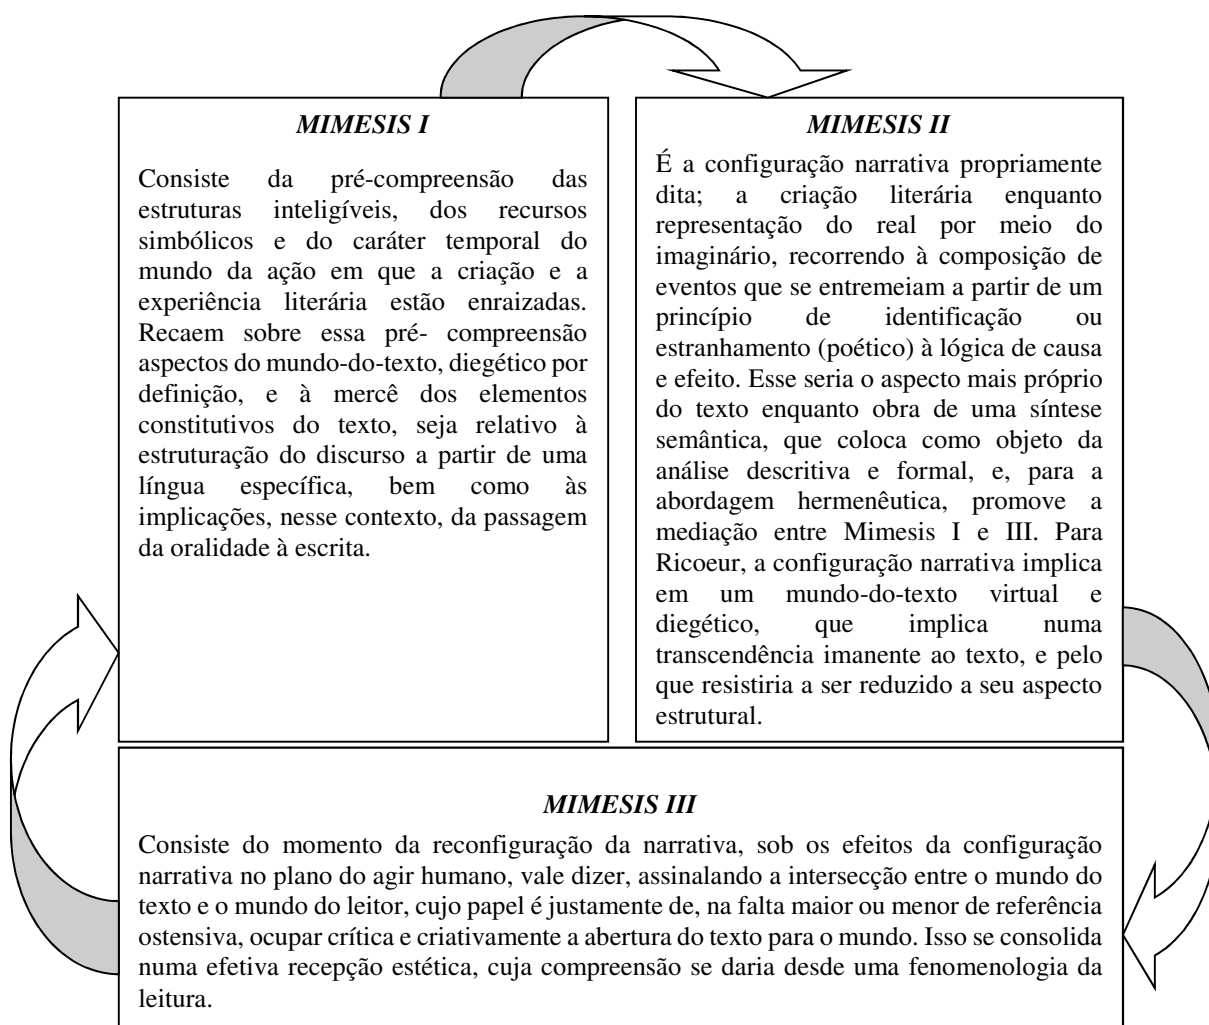 MIMESIS I
Consiste da pré-compreensão das
estruturas inteligíveis, dos recursos
simbólicos e do caráter temporal do
mundo da ação em que a criação e a
experiência literária estão enraizadas.
Recaem sobre essa pré- compreensão
aspectos do mundo-do-texto, diegético por
definição, e à mercê dos elementos
constitutivos do texto, seja relativo à
estruturação do discurso a partir de uma
língua específica, bem como às
implicações, nesse contexto, da passagem
da oralidade à escrita.
MIMESIS II
É a configuração narrativa propriamente
dita; a criação literária enquanto
representação do real por meio do
imaginário, recorrendo à composição de
eventos que se entremeiam a partir de um
princípio de identificação ou
estranhamento (poético) à lógica de causa
e efeito. Esse seria o aspecto mais próprio
do texto enquanto obra de uma síntese
semântica, que coloca como objeto da
análise descritiva e formal, e, para a
abordagem hermenêutica, promove a
mediação entre Mimesis I e III. Para
Ricoeur, a configuração narrativa implica
em um mundo-do-texto virtual e
diegético, que implica numa
transcendência imanente ao texto, e pelo
que resistiria a ser reduzido a seu aspecto
estrutural.
MIMESIS III
Consiste do momento da reconfiguração da narrativa, sob os efeitos da configuração
narrativa no plano do agir humano, vale dizer, assinalando a intersecção entre o mundo do
texto e o mundo do leitor, cujo papel é justamente de, na falta maior ou menor de referência
ostensiva, ocupar crítica e criativamente a abertura do texto para o mundo. Isso se consolida
numa efetiva recepção estética, cuja compreensão se daria desde uma fenomenologia da
leitura.